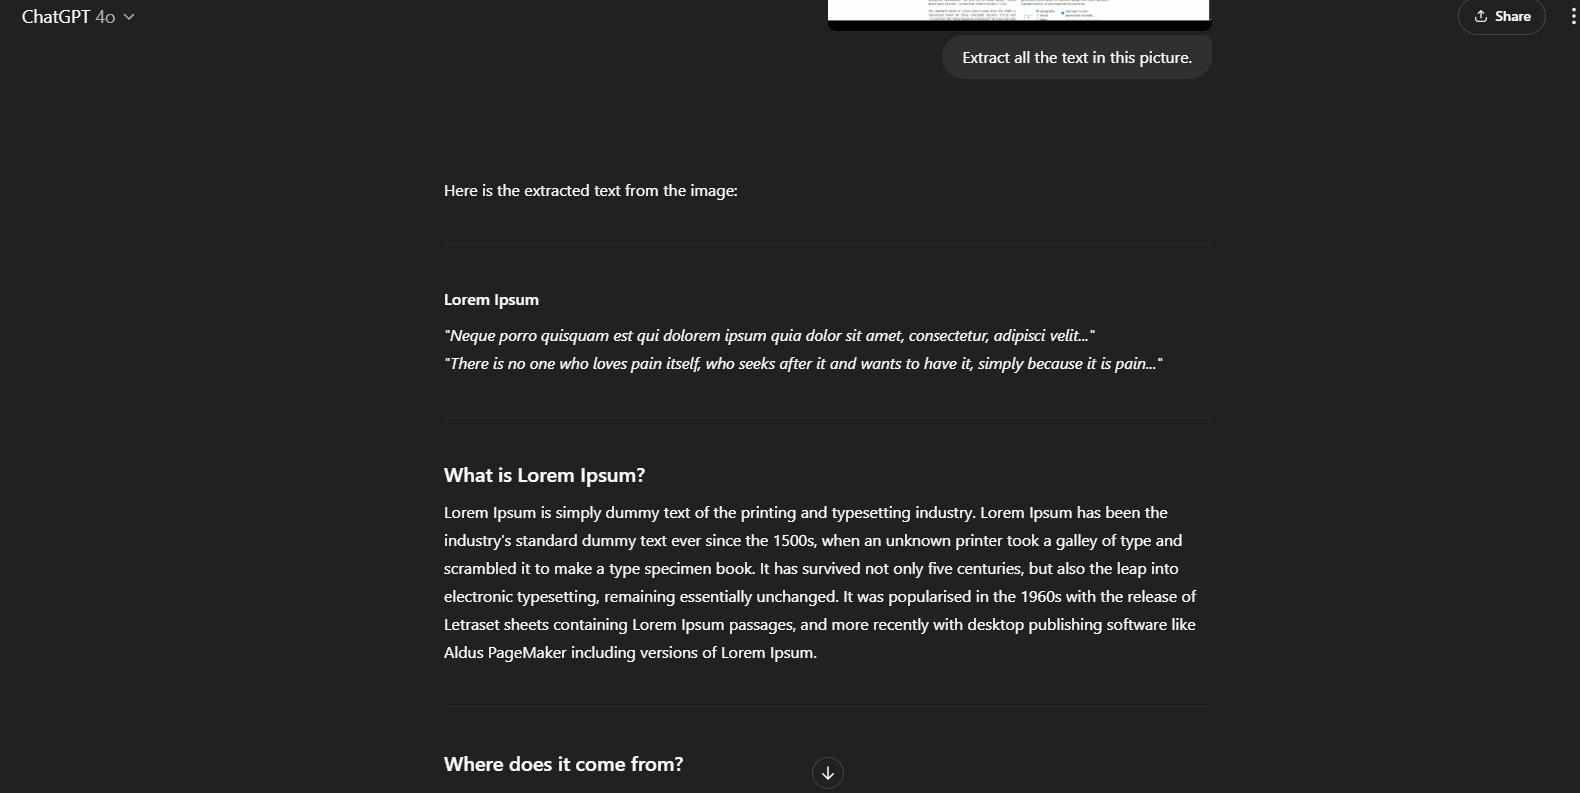 ChatGPT 4o
Share
Extract all the text in this picture.
Here is the extracted text from the image:
Lorem Ipsum
"Neque porro quisquam est qui dolorem ipsum quia dolor sit amet, consectetur, adipisci velit..."
"There is no one who loves pain itself, who seeks after it and wants to have it, simply because it is pain..."
What is Lorem Ipsum?
Lorem Ipsum is simply dummy text of the printing and typesetting industry. Lorem Ipsum has been the
industry's standard dummy text ever since the 1500s, when an unknown printer took a galley of type and
scrambled it to make a type specimen book. It has survived not only five centuries, but also the leap into
electronic typesetting, remaining essentially unchanged. It was popularised in the 1960s with the release of
Letraset sheets containing Lorem Ipsum passages, and more recently with desktop publishing software like
Aldus PageMaker including versions of Lorem Ipsum.
Where does it come from?